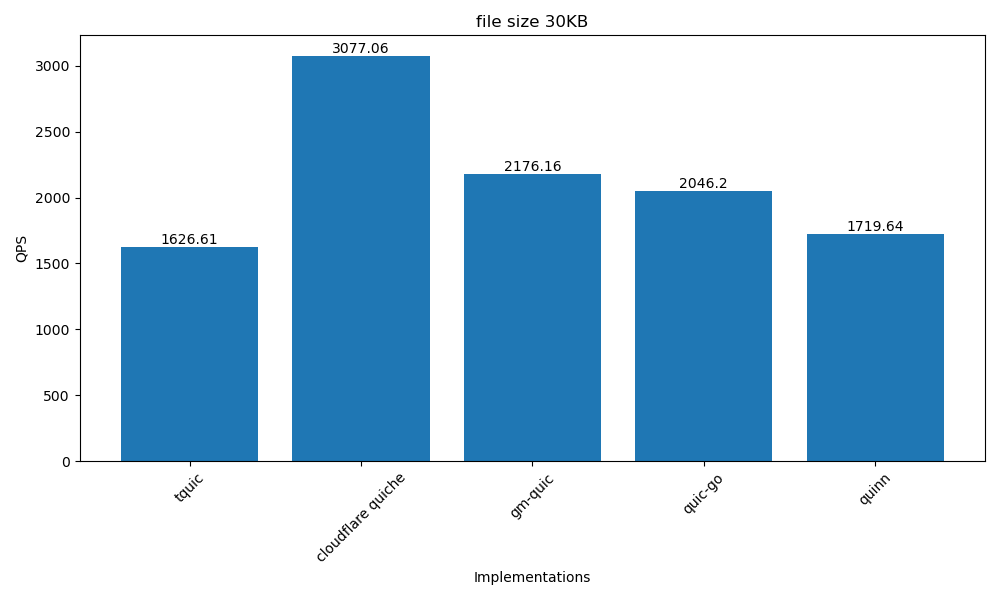 file size 30KB
3077.06
2176.16
2046.2
1719.64
1626.61
3000
2500
2000
1500
1000
500
0
QPS
tquic
cloudflare quiche
gm-quic
quic-go
quinn
Implementations